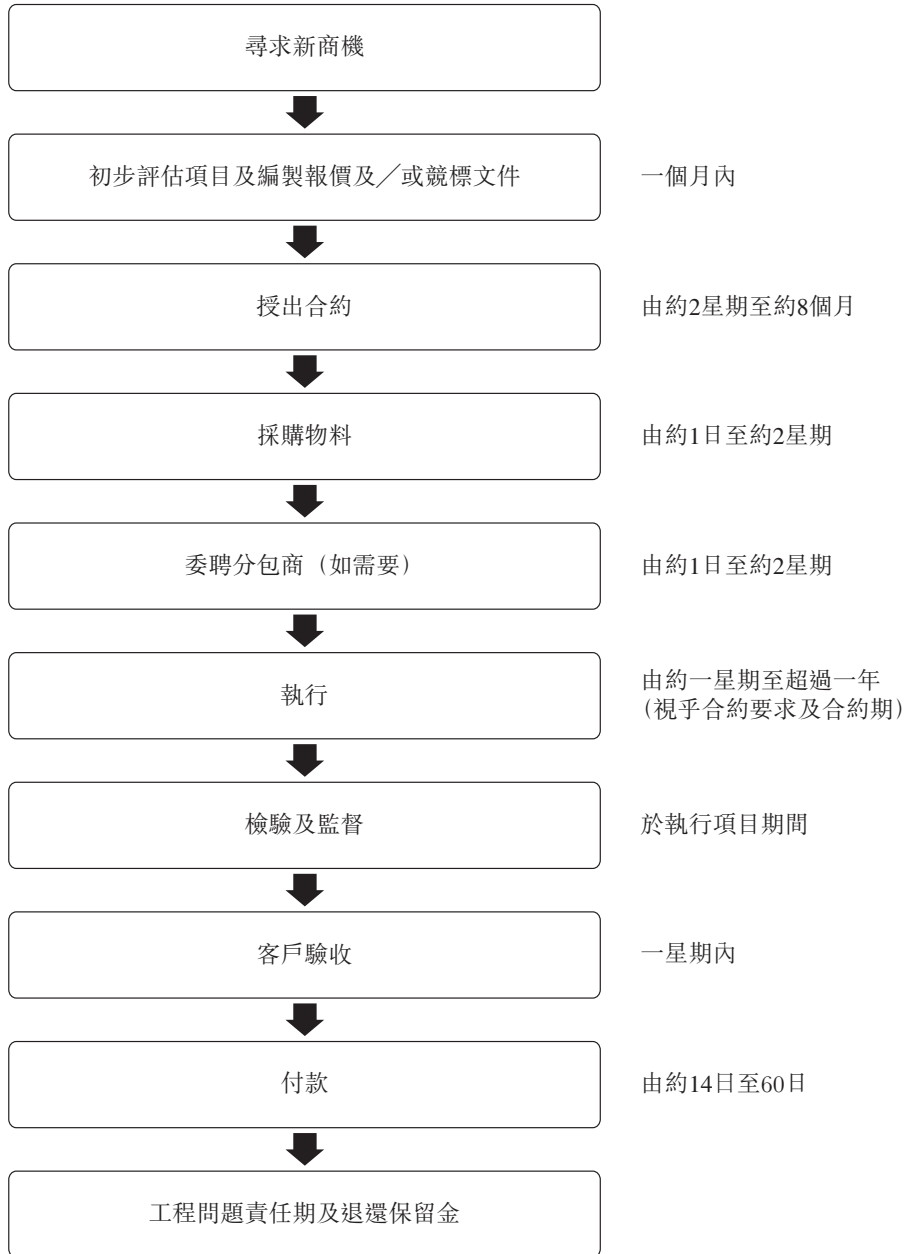 尋求新商機
初步評估項目及編製報價及╱或競標文件
一個月內
授出合約
由約2星期至約8個月
採購物料
由約1日至約2星期
委聘分包商（如需要）
由約1日至約2星期
執行
由約一星期至超過一年
（視乎合約要求及合約期）
檢驗及監督
於執行項目期間
客戶驗收
一星期內
付款
由約14日至60日
工程問題責任期及退還保留金